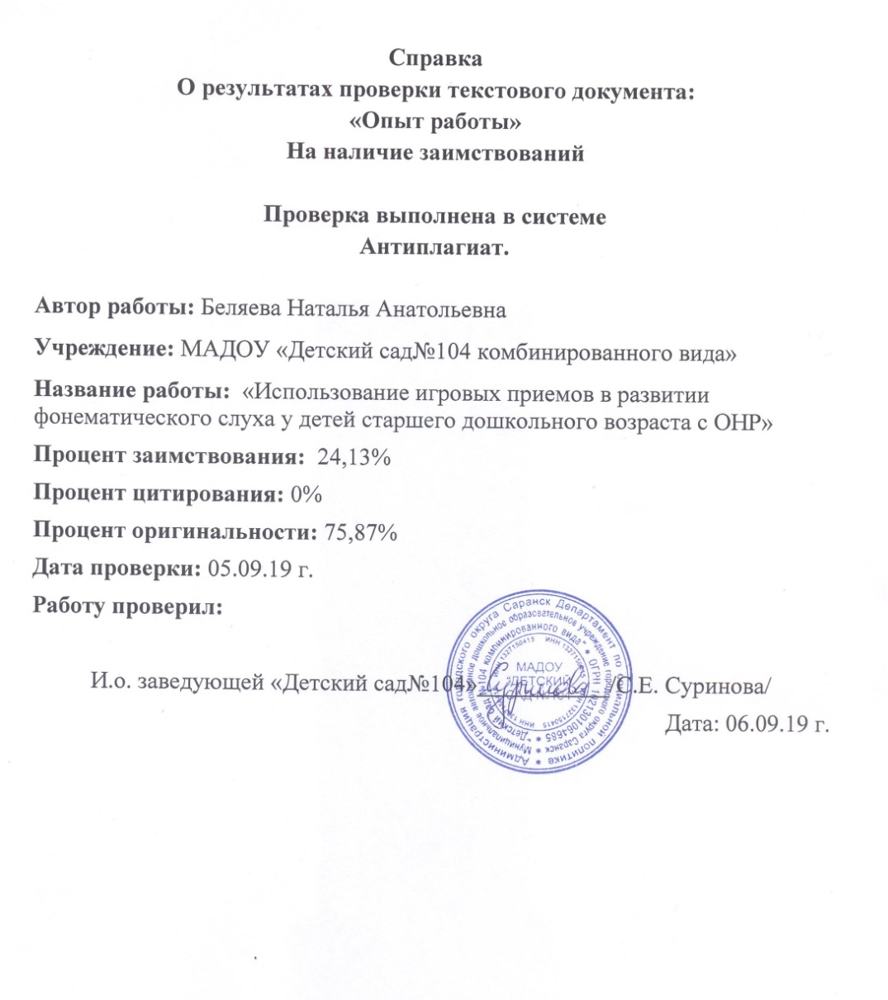 Справка
О результатах проверки текстового документа:
«Опыт работы»
На наличие заимствований
Проверка выполнена в системе
Антиплагиат.
Автор работы: Беляева Наталья Анатольевна
Учреждение: МАДОУ «Детский сад№104 комбинированного вида»
Название работы: «Использование игровых приемов в развитии
фонематического слуха у детей старшего дошкольного возраста с ОНР»
Процент заимствования: 24,13%
Процент цитирования: 0%
Процент оригинальности: 75,87%
Дата проверки: 05.09.19 г.
Работу проверил:
И.о. заведующей «Детский сад№104» /С.Е. Суринова/
Дата: 06.09.19 г.
Администрация городского округа Саранск Департамент по социальной политике
Муниципальное автономное дошкольное образовательное учреждение городского округа Саранск
"Детский сад №104 комбинированного вида" * ОГРН 1021301064685 *
ИНН 1327150415 ИНН 1327150415
МАДОУ
"ДЕТСКИЙ